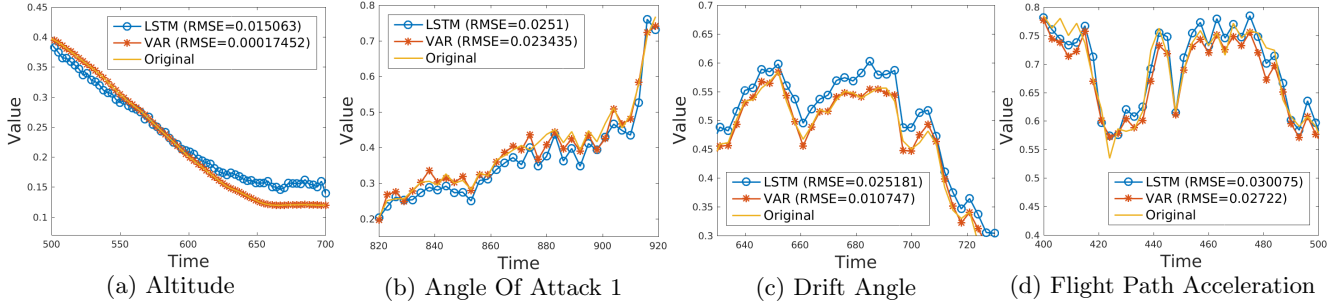 0.45
0.4
0.35
0.3
0.25
0.2
0.15
0.1
Value
500 550 600 650 700
Time
LSTM (RMSE=0.015063)
VAR (RMSE=0.00017452)
Original
(a) Altitude
0.8
0.7
0.6
0.5
0.4
0.3
0.2
Value
820 840 860 880 900 920
Time
LSTM (RMSE=0.0251)
VAR (RMSE=0.023435)
Original
(b) Angle Of Attack 1
0.7
0.65
0.6
0.55
0.5
0.45
0.4
0.35
0.3
Value
640 660 680 700 720
Time
LSTM (RMSE=0.025181)
VAR (RMSE=0.010747)
Original
(c) Drift Angle
0.8
0.75
0.7
0.65
0.6
0.55
0.5
0.45
0.4
Value
400 420 440 460 480 500
Time
LSTM (RMSE=0.030075)
VAR (RMSE=0.02722)
Original
(d) Flight Path Acceleration